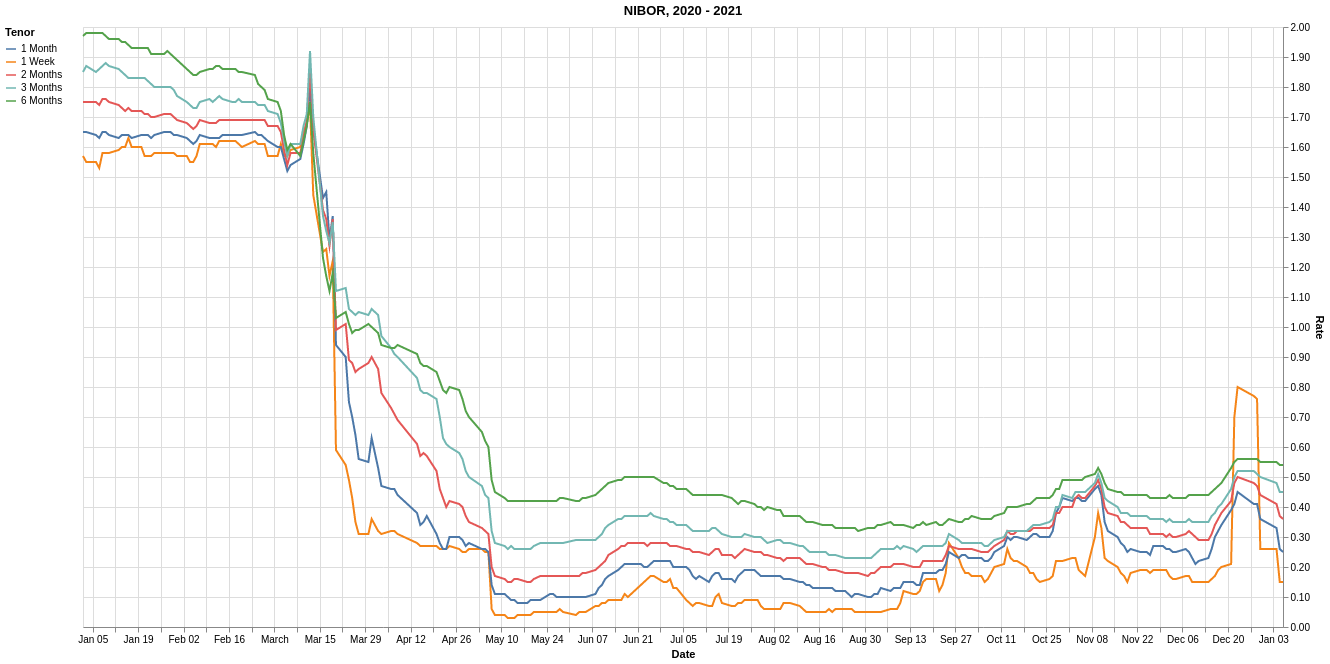 NIBOR, 2020 - 2021
Tenor
1 Month
1 Week
2 Months
3 Months
6 Months
2.00
1.90
1.80
1.70
1.60
1.50
1.40
1.30
1.20
1.10
1.00
0.90
0.80
0.70
0.60
0.50
0.40
0.30
0.20
0.10
0.00
Rate
Jan 05 Jan 19 Feb 02 Feb 16 March Mar 15 Mar 29 Apr 12 Apr 26 May 10 May 24 Jun 07 Jun 21 Jul 05 Jul 19 Aug 02 Aug 16 Aug 30 Sep 13 Sep 27 Oct 11 Oct 25 Nov 08 Nov 22 Dec 06 Dec 20 Jan 03
Date